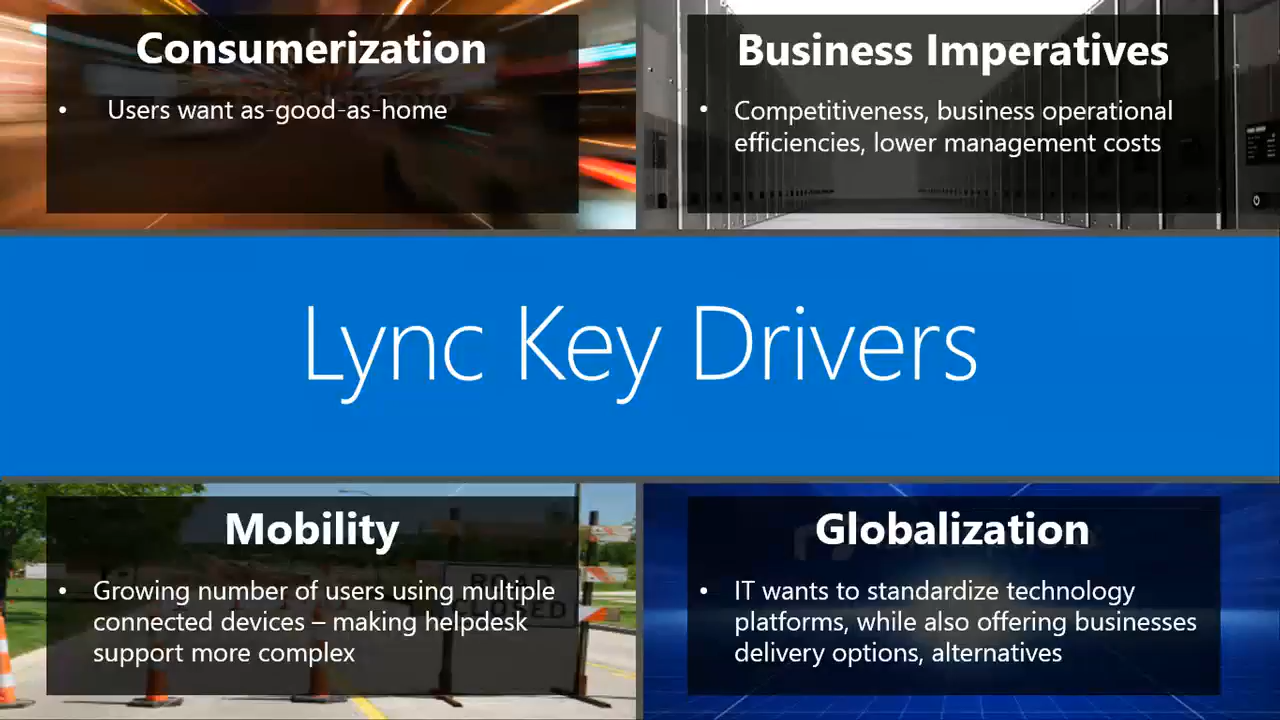 Consumerization
• Users want as-good-as-home
Business Imperatives
• Competitiveness, business operational
efficiencies, lower management costs
Lync Key Drivers
Mobility
• Growing number of users using multiple
connected devices – making helpdesk
support more complex
ROAD
CLOSED
Globalization
• IT wants to standardize technology
platforms, while also offering businesses
delivery options, alternatives